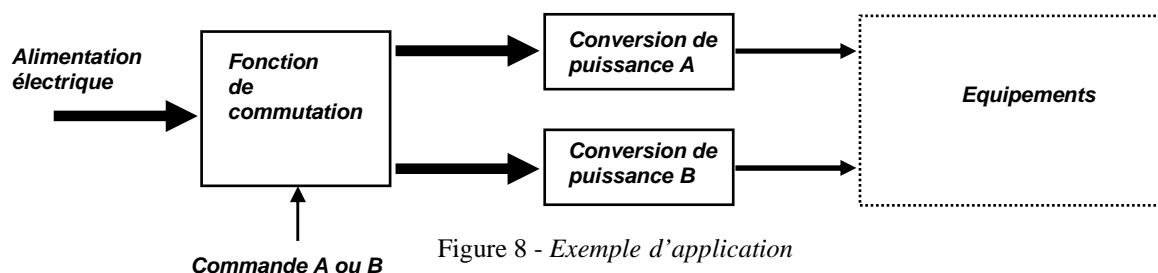 Alimentation
électrique
Fonction
de
commutation
Conversion de
puissance A
Conversion de
puissance B
Equipements
Commande A ou B
Figure 8 - Exemple d'application